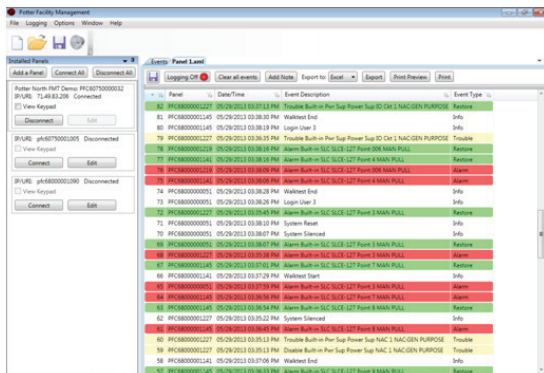 Potter Facility Management
File Logging Options Window Help
Installed Panels
Add a Panel Connect All Disconnect All
Potter North FMT Demo: PFC60750000032
IP/URI: 71.49.83.206 Connected
View Keypad
Disconnect Edit
IP/URI: pfc60750001005 Disconnected
View Keypad
Connect Edit
IP/URI: pfc68000001090 Disconnected
View Keypad
Connect Edit
Events Panel 1.xml
Logging Off Clear all events Add Note Export to: Excel Export Print Preview Print
Panel Date/Time Event Description Event Type
82 PFC68000001227 05/29/2013 03:37:13 PM Trouble Built-in Pwr Sup Power Sup IO Ckt 1 NAC:GEN PURPOSE Restore
81 PFC68000001145 05/29/2013 03:38:30 PM Walktest End Info
80 PFC68000001145 05/29/2013 03:38:19 PM Login User 3 Info
79 PFC68000001227 05/29/2013 03:36:35 PM Trouble Built-in Pwr Sup Power Sup IO Ckt 1 NAC:GEN PURPOSE Trouble
78 PFC68000001227 05/29/2013 03:38:16 PM Alarm Built-in SLC SLCE-127 Point 006 MAN PULL Restore
77 PFC68000001141 05/29/2013 03:38:16 PM Alarm Built-in SLC SLCE-127 Point 4 MAN PULL Restore
76 PFC68000001227 05/29/2013 03:38:09 PM Alarm Built-in SLC SLCE-127 Point 006 MAN PULL Alarm
75 PFC68000001141 05/29/2013 03:38:06 PM Alarm Built-in SLC SLCE-127 Point 4 MAN PULL Alarm
74 PFC68000000051 05/29/2013 03:38:28 PM Walktest End Info
73 PFC68000000051 05/29/2013 03:38:26 PM Login User 3 Info
72 PFC68000001227 05/29/2013 03:35:45 PM Alarm Built-in SLC SLCE-127 Point 3 MAN PULL Restore
71 PFC68000000051 05/29/2013 03:38:10 PM System Reset Info
70 PFC68000000051 05/29/2013 03:38:08 PM System Silenced Info
69 PFC68000000051 05/29/2013 03:38:07 PM Alarm Built-in SLC SLCE-127 Point 3 MAN PULL Restore
68 PFC68000001227 05/29/2013 03:35:38 PM Alarm Built-in SLC SLCE-127 Point 3 MAN PULL Alarm
67 PFC68000001145 05/29/2013 03:37:01 PM Alarm Built-in SLC SLCE-127 Point 7 MAN PULL Restore
66 PFC68000001141 05/29/2013 03:37:29 PM Walktest Start Info
65 PFC68000000051 05/29/2013 03:37:59 PM Alarm Built-in SLC SLCE-127 Point 3 MAN PULL Alarm
64 PFC68000001145 05/29/2013 03:36:56 PM Alarm Built-in SLC SLCE-127 Point 7 MAN PULL Alarm
63 PFC68000001145 05/29/2013 03:36:54 PM Alarm Built-in SLC SLCE-127 Point 8 MAN PULL Restore
62 PFC68000001227 05/29/2013 03:35:22 PM System Silenced Info
61 PFC68000001145 05/29/2013 03:36:45 PM Alarm Built-in SLC SLCE-127 Point 8 MAN PULL Alarm
60 PFC68000001227 05/29/2013 03:35:13 PM Trouble Built-in Pwr Sup Power Sup NAC 1 NAC:GEN PURPOSE Trouble
59 PFC68000001227 05/29/2013 03:35:13 PM Disable Built-in Pwr Sup Power Sup NAC 1 NAC:GEN PURPOSE Trouble
58 PFC68000001141 05/29/2013 03:37:06 PM Walktest End Info